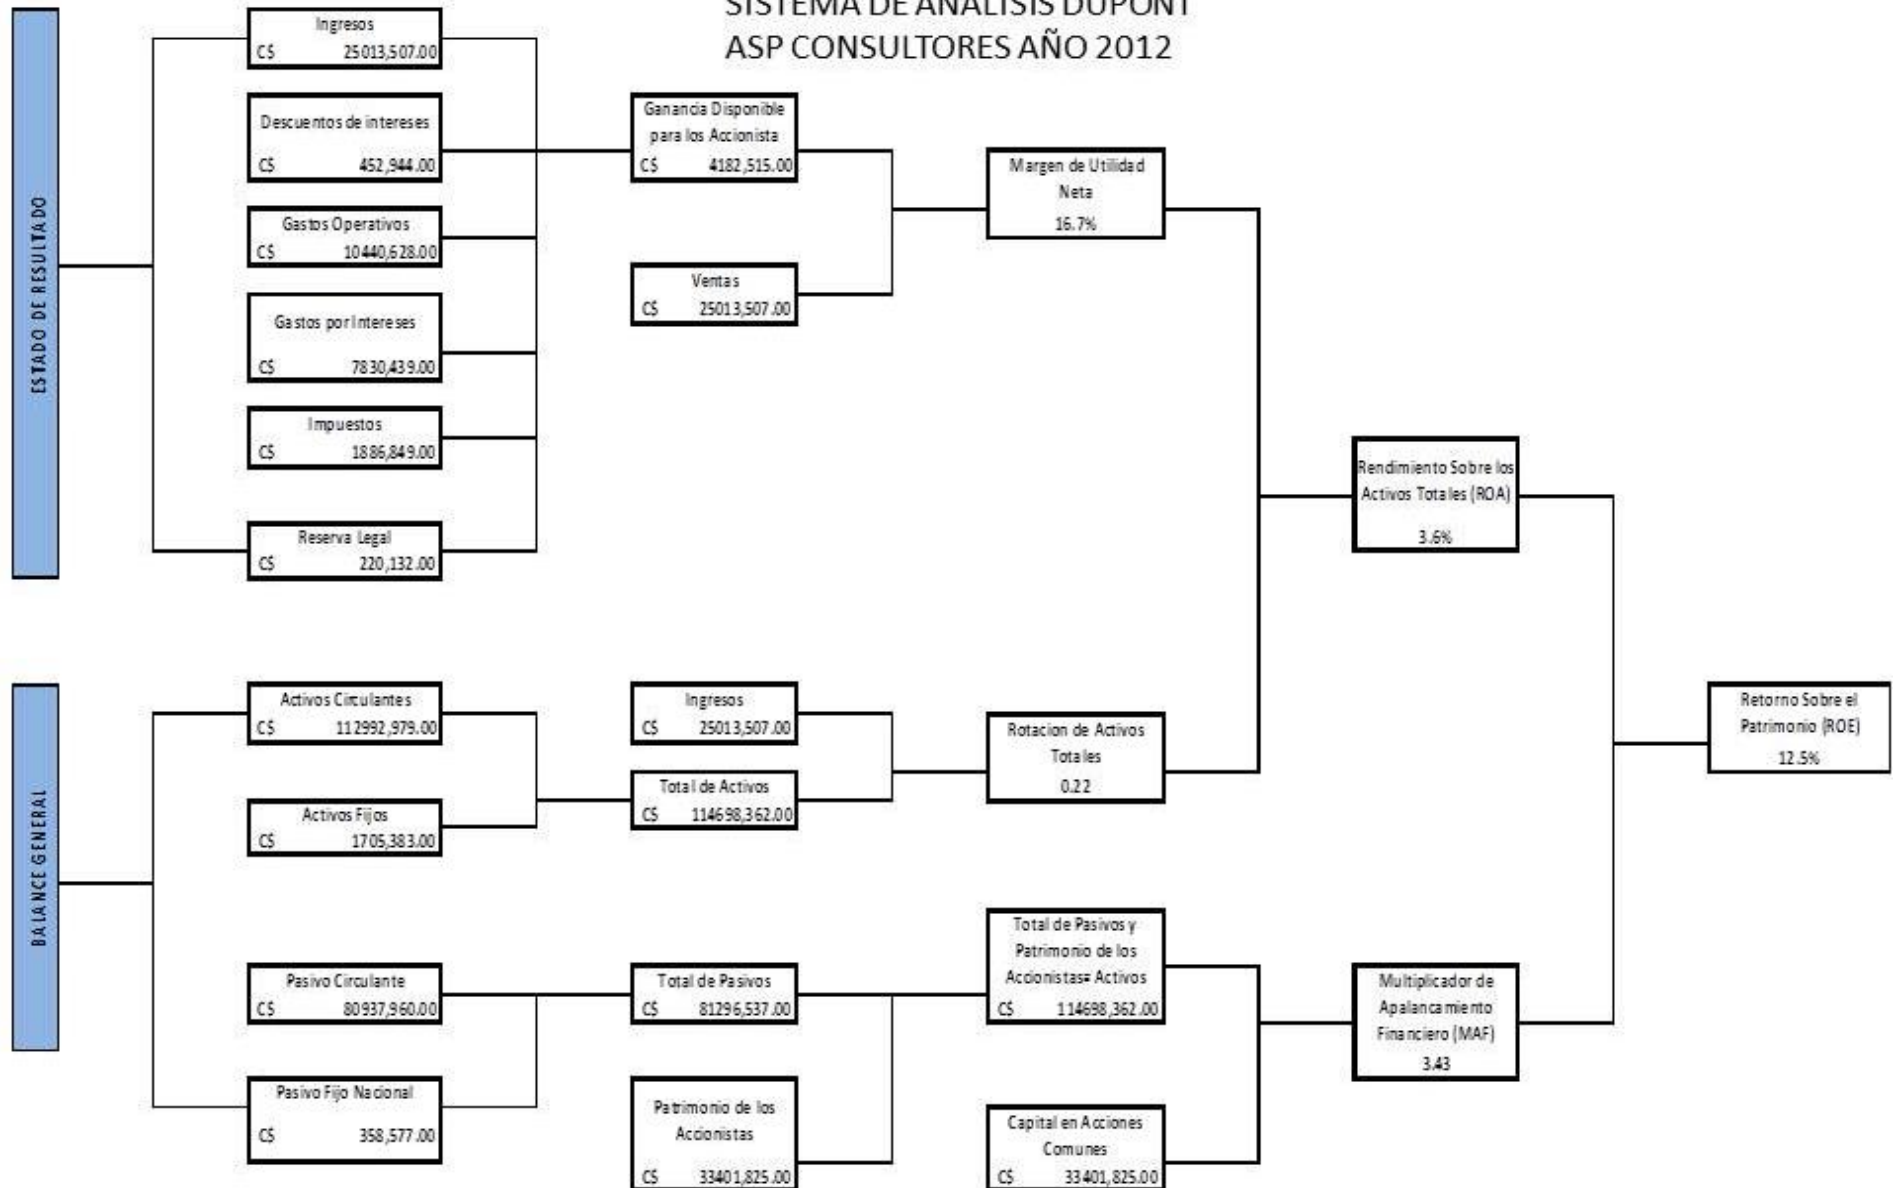 SISTEMA DE ANALISIS DUPONT
ASP CONSULTORES AÑO 2012
ESTADO DE RESULTADO
Ingresos
C$ 25013,507.00
Descuentos de intereses
C$ 452,944.00
Gastos Operativos
C$ 10440,628.00
Gastos por Intereses
C$ 7830,439.00
Impuestos
C$ 1886,849.00
Reserva Legal
C$ 220,132.00
Ganancia Disponible
para los Accionista
C$ 4182,515.00
Ventas
C$ 25013,507.00
Margen de Utilidad
Neta
16.7%
Rendimiento Sobre los
Activos Totales (ROA)
3.6%
BALANCE GENERAL
Activos Circulantes
C$ 112992,979.00
Activos Fijos
C$ 1705,383.00
Ingresos
C$ 25013,507.00
Total de Activos
C$ 114698,362.00
Rotacion de Activos
Totales
0.22
Retorno Sobre el
Patrimonio (ROE)
12.5%
Pasivo Circulante
C$ 80937,960.00
Pasivo Fijo Nacional
C$ 358,577.00
Total de Pasivos
C$ 81296,537.00
Patrimonio de los
Accionistas
C$ 33401,825.00
Total de Pasivos y
Patrimonio de los
Accionistas= Activos
C$ 114698,362.00
Capital en Acciones
Comunes
C$ 33401,825.00
Multiplicador de
Apalancamiento
Financiero (MAF)
3.43